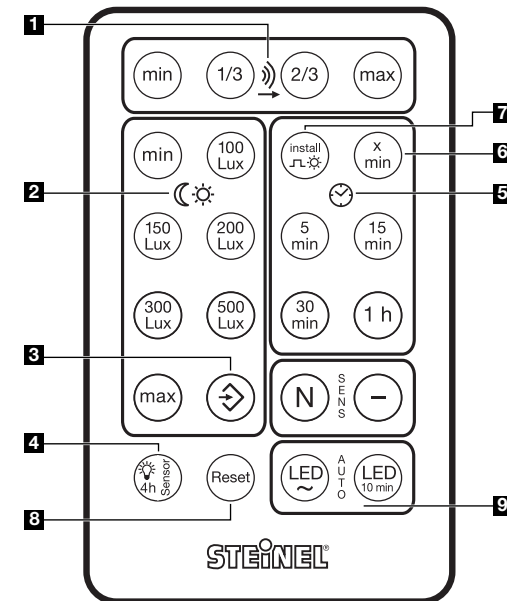 1
min 1/3 2/3 max
7
install
x
min
6
min
100
Lux
2
5
150
Lux
200
Lux
5
min
15
min
300
Lux
500
Lux
30
min
1 h
3
max
N
SENS
–
4
4h
Sensor
Reset
LED
~
AUTO
LED
10 min
8
9
STEINEL®